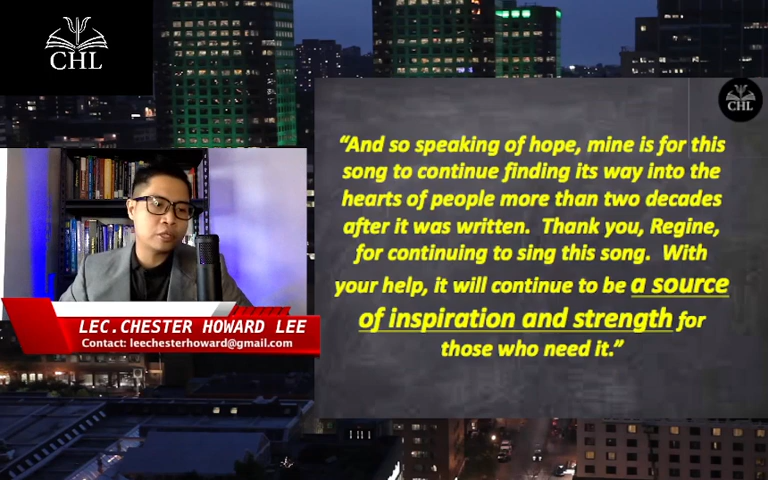 CHL
CHL
"And so speaking of hope, mine is for this
song to continue finding its way into the
hearts of people more than two decades
after it was written.  Thank you, Regine,
for continuing to sing this song.  With
your help, it will continue to be a source
of inspiration and strength for
those who need it."
LEC.CHESTER HOWARD LEE
Contact: leechesterhoward@gmail.com